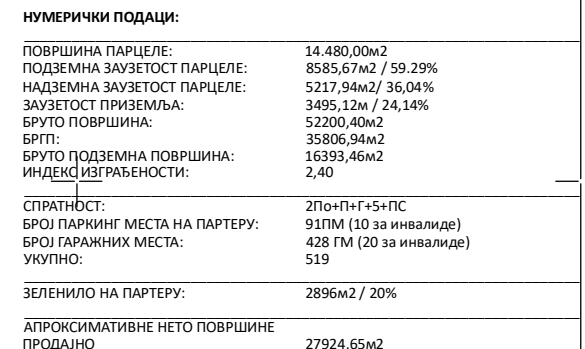 НУМЕРИЧКИ ПОДАЦИ:
ПОВРШИНА ПАРЦЕЛЕ: 14.480,00м2
ПОДЗЕМНА ЗАУЗЕТОСТ ПАРЦЕЛЕ: 8585,67м2 / 59.29%
НАДЗЕМНА ЗАУЗЕТОСТ ПАРЦЕЛЕ: 5217,94м2/ 36,04%
ЗАУЗЕТОСТ ПРИЗЕМЉА: 3495,12м / 24,14%
БРУТО ПОВРШИНА: 52200,40м2
БРГП: 35806,94м2
БРУТО ПОДЗЕМНА ПОВРШИНА: 16393,46м2
ИНДЕКС ИЗГРАЂЕНОСТИ: 2,40
СПРАТНОСТ: 2По+П+Г+5+ПС
БРОЈ ПАРКИНГ МЕСТА НА ПАРТЕРУ: 91ПМ (10 за инвалиде)
БРОЈ ГАРАЖНИХ МЕСТА: 428 ГМ (20 за инвалиде)
УКУПНО: 519
ЗЕЛЕНИЛО НА ПАРТЕРУ: 2896м2 / 20%
АПРОКСИМАТИВНЕ НЕТО ПОВРШИНЕ
ПРОДАЈНО 27924,65м2